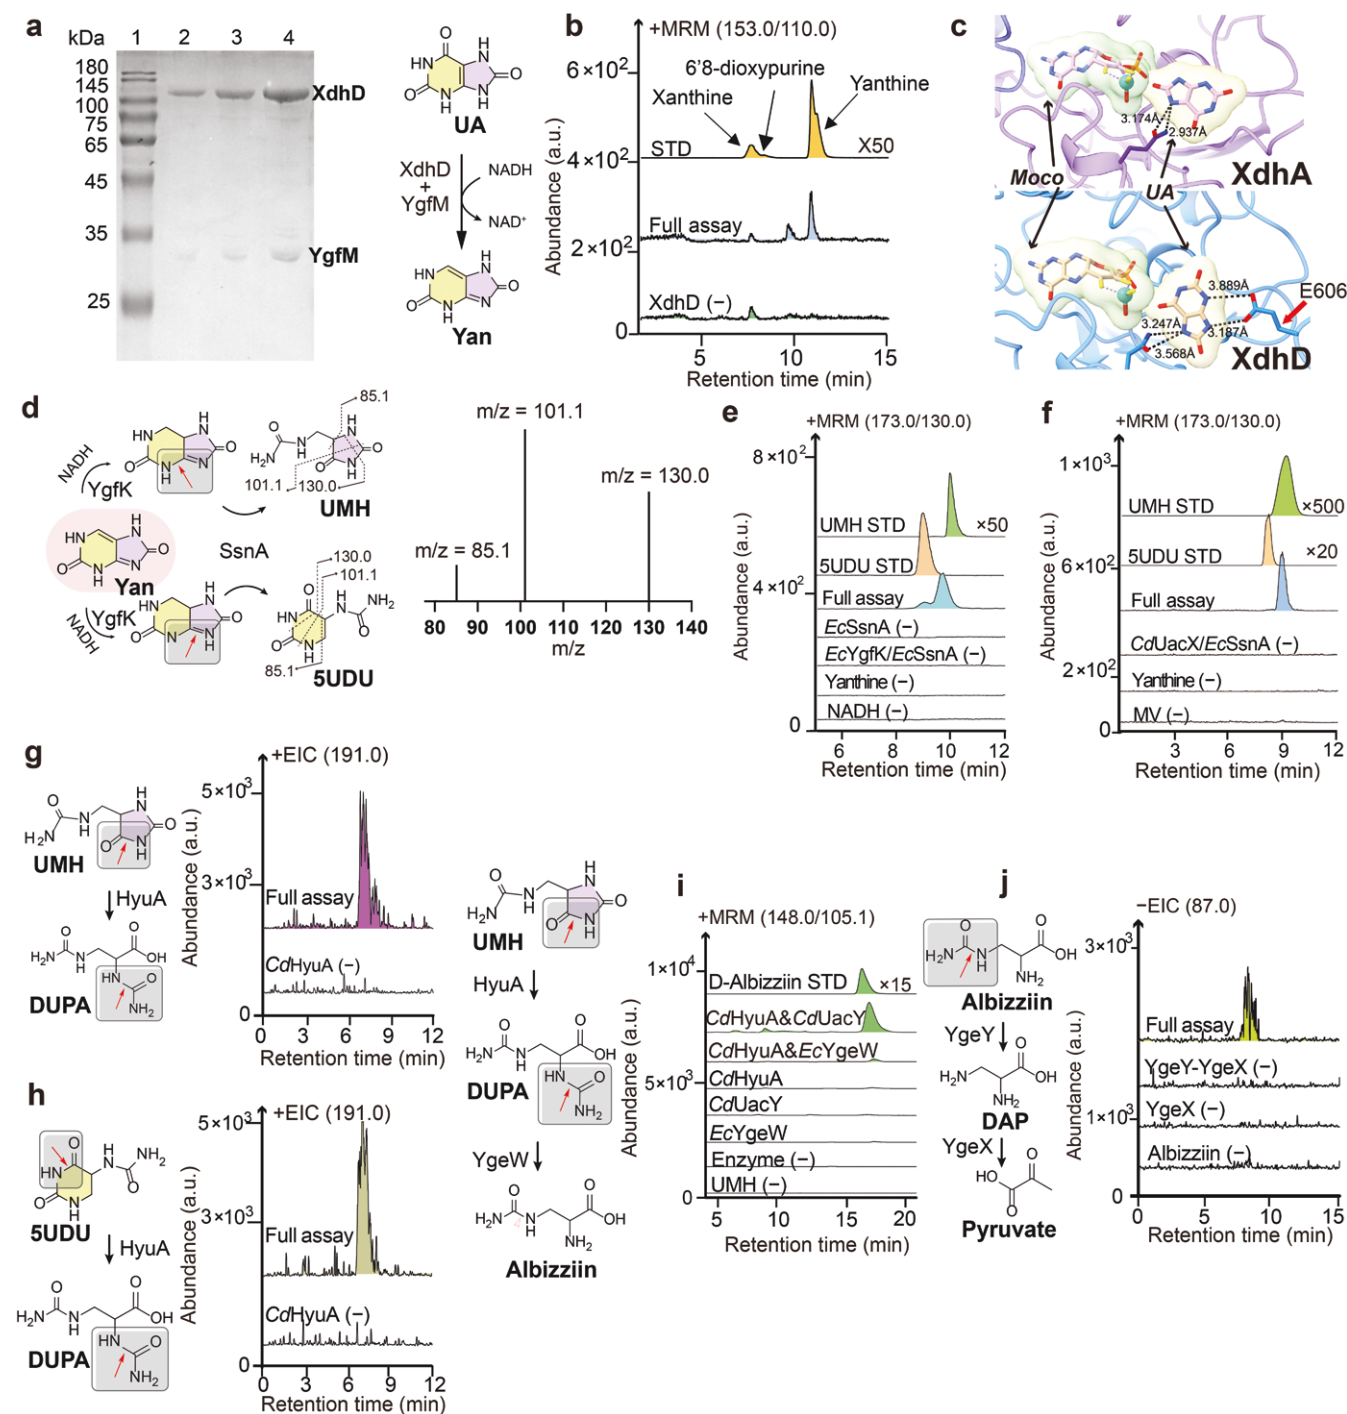 a
kDa 1 2 3 4
180
145
100
75
65
45
35
25
XdhD
YgfM
UA
XdhD
+
YgfM
NADH
NAD⁺
Yan
b
+MRM (153.0/110.0)
Abundance (a.u.)
6×10²
4×10²
2×10²
0
6'8-dioxypurine
Xanthine
Yanthine
STD
X50
Full assay
XdhD (−)
5 10 15
Retention time (min)
c
3.174Å
2.937Å
Moco
UA
XdhA
3.889Å
E606
3.247Å
3.187Å
3.568Å
XdhD
d
NADH
YgfK
85.1
101.1
130.0
UMH
Yan
SsnA
YgfK
NADH
130.0
101.1
85.1
5UDU
m/z = 101.1
m/z = 130.0
m/z = 85.1
80 90 100 110 120 130 140
m/z
e
+MRM (173.0/130.0)
Abundance (a.u.)
8×10²
4×10²
0
UMH STD
×50
5UDU STD
Full assay
EcSsnA (−)
EcYgfK/EcSsnA (−)
Yanthine (−)
NADH (−)
6 8 10 12
Retention time (min)
f
+MRM (173.0/130.0)
Abundance (a.u.)
1×10³
6×10²
2×10²
0
UMH STD
×500
5UDU STD
×20
Full assay
CdUacX/EcSsnA (−)
Yanthine (−)
MV (−)
3 6 9 12
Retention time (min)
g
UMH
HyuA
DUPA
+EIC (191.0)
Abundance (a.u.)
5×10³
3×10³
0
Full assay
CdHyuA (−)
0 3 6 9 12
Retention time (min)
h
5UDU
HyuA
DUPA
+EIC (191.0)
Abundance (a.u.)
5×10³
3×10³
0
Full assay
CdHyuA (−)
0 3 6 9 12
Retention time (min)
i
UMH
HyuA
DUPA
YgeW
Albizziin
+MRM (148.0/105.1)
Abundance (a.u.)
1×10⁴
5×10³
0
D-Albizziin STD
×15
CdHyuA&CdUacY
CdHyuA&EcYgeW
CdHyuA
CdUacY
EcYgeW
Enzyme (−)
UMH (−)
5 10 15 20
Retention time (min)
j
Albizziin
YgeY
DAP
YgeX
Pyruvate
−EIC (87.0)
Abundance (a.u.)
3×10³
1×10³
0
Full assay
YgeY-YgeX (−)
YgeX (−)
Albizziin (−)
0 5 10 15
Retention time (min)